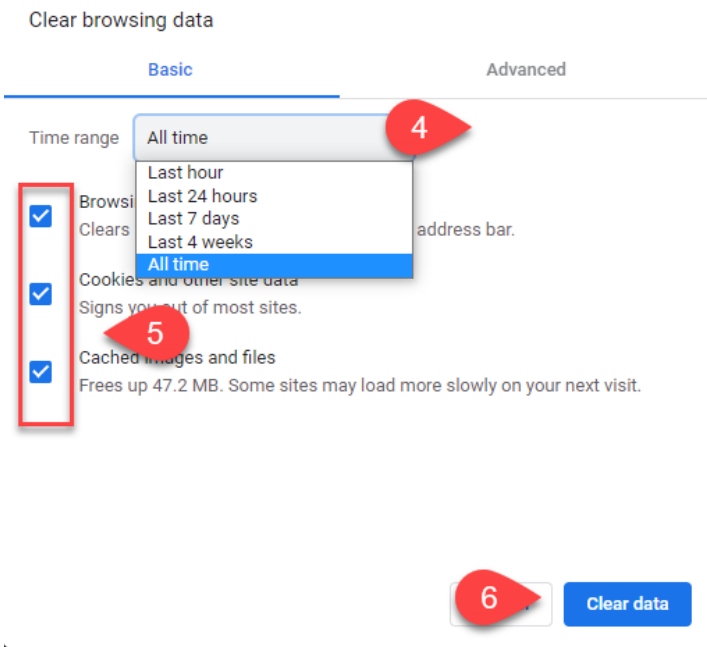 Clear browsing data
Basic Advanced
Time range All time 4
Last hour
Last 24 hours
Last 7 days
Last 4 weeks
All time
Clears address bar.
Cookies and other site data
Signs you out of most sites.
5
Cached images and files
Frees up 47.2 MB. Some sites may load more slowly on your next visit.
6 Clear data